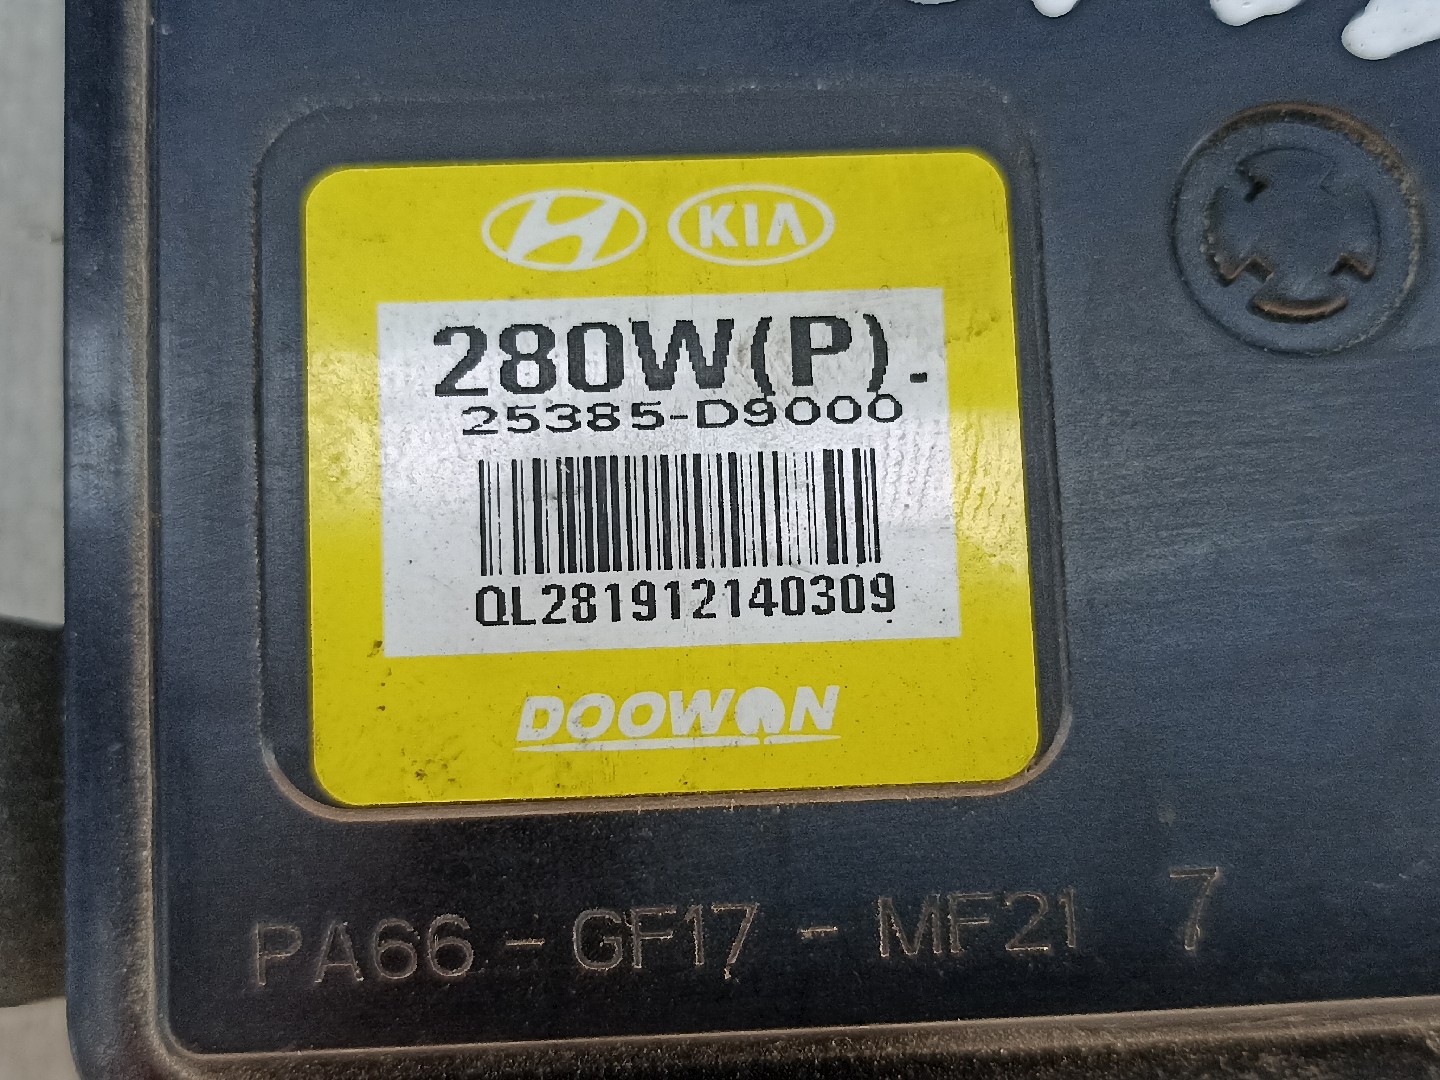 KIA
280W(P).
25385-D9000
QL281912140309
DOOWON
PA66-GF17-MF21 7